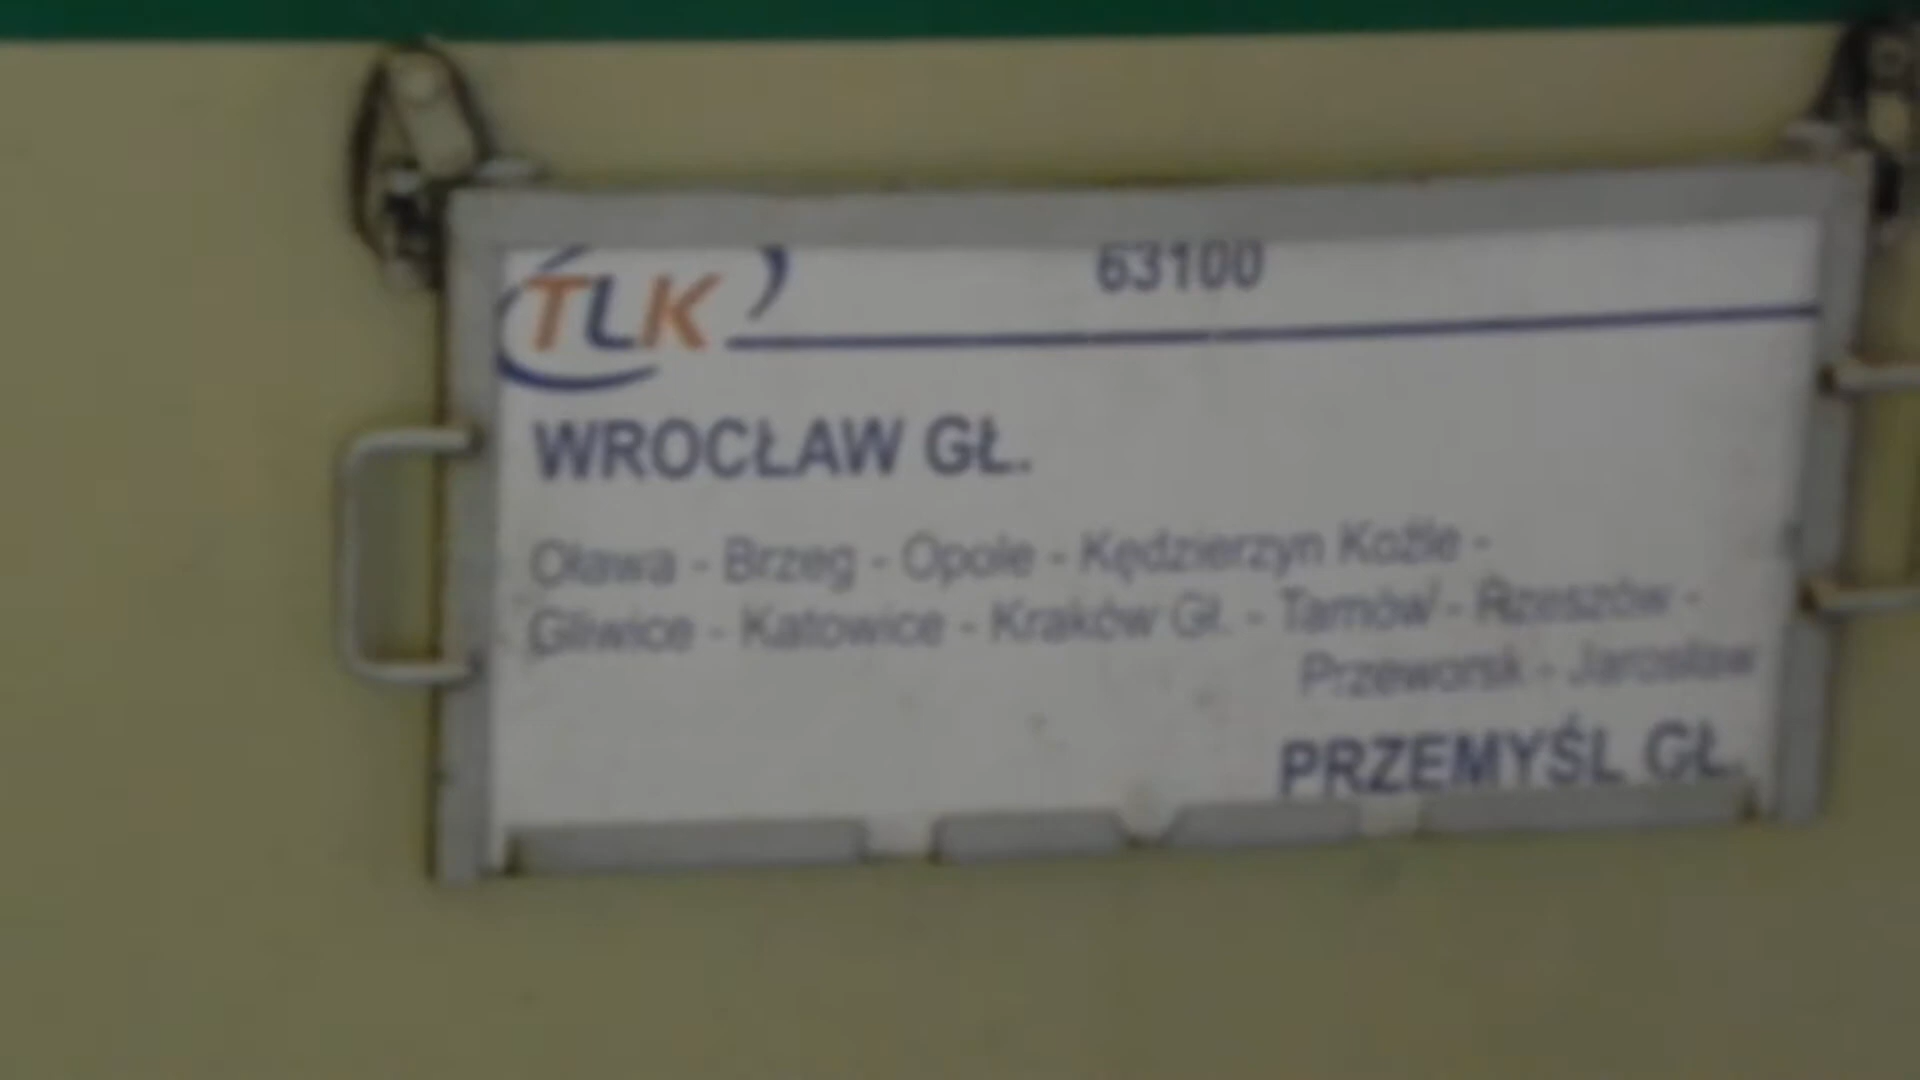 TLK 63100
WROCŁAW GŁ.
Oława - Brzeg - Opole - Kędzierzyn Koźle -
Gliwice - Katowice - Kraków Gł. - Tarnów - Rzeszów -
Przeworsk - Jarosław
PRZEMYŚL GŁ.